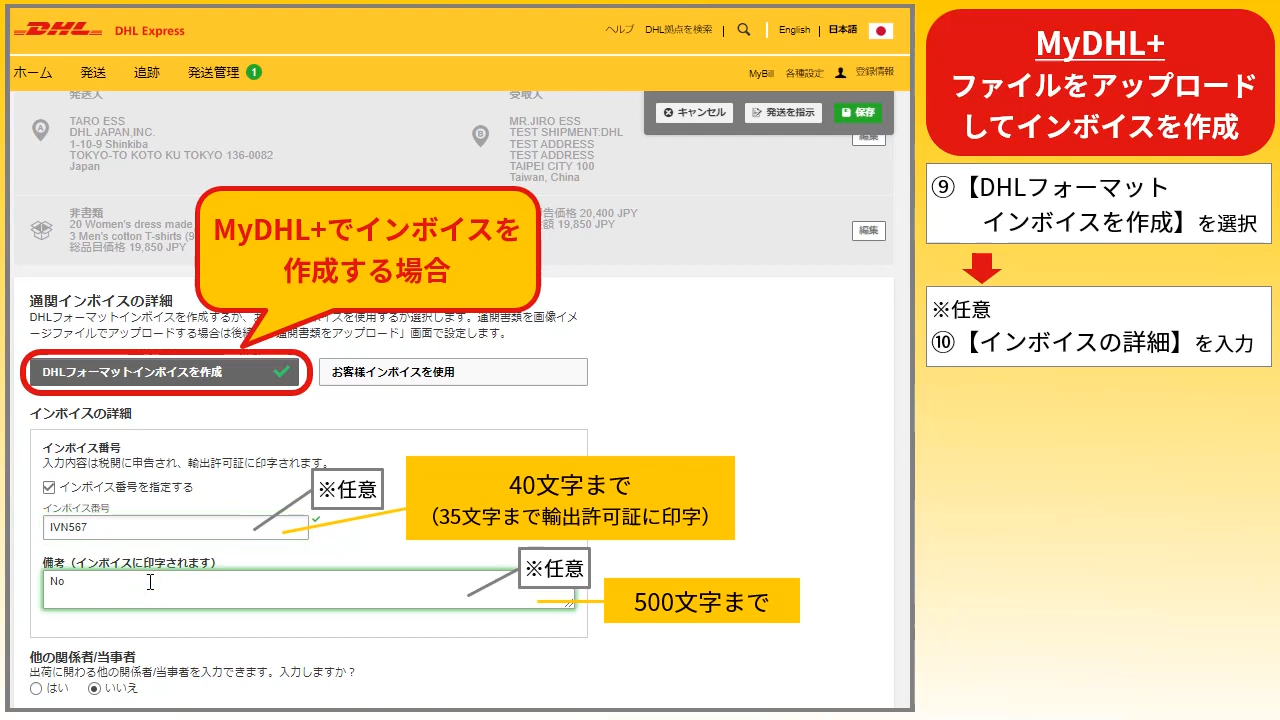 DHL DHL Express
ヘルプ DHL拠点を検索 | English | 日本語
ホーム 発送 追跡 発送管理 1
MyBill 各種設定 登録情報
発送人
受取人
キャンセル 発送を指示 保存
編集
A
TARO ESS
DHL JAPAN,INC.
1-10-9 Shinkiba
TOKYO-TO KOTO KU TOKYO 136-0082
Japan
B
MR.JIRO ESS
TEST SHIPMENT:DHL
TEST ADDRESS
TEST ADDRESS
TAIPEI CITY 100
Taiwan, China
非書類
20 Women's dress made
3 Men's cotton T-shirts (9
総品目価格 19,850 JPY
告価格 20,400 JPY
額 19,850 JPY
編集
MyDHL+でインボイスを
作成する場合
通関インボイスの詳細
DHLフォーマットインボイスを作成するか、お
イスを使用するか選択します。通関書類を画像イメ
ージファイルでアップロードする場合は後続
通関書類をアップロード」画面で設定します。
DHLフォーマットインボイスを作成
お客様インボイスを使用
インボイスの詳細
インボイス番号
入力内容は税関に申告され、輸出許可証に印字されます。
インボイス番号を指定する
インボイス番号
IVN567
※任意
40文字まで
（35文字まで輸出許可証に印字）
備考（インボイスに印字されます）
No
※任意
500文字まで
他の関係者/当事者
出荷に関わる他の関係者/当事者を入力できます。入力しますか？
はい いいえ
MyDHL+
ファイルをアップロード
してインボイスを作成
⑨【DHLフォーマット
インボイスを作成】を選択
※任意
⑩【インボイスの詳細】を入力